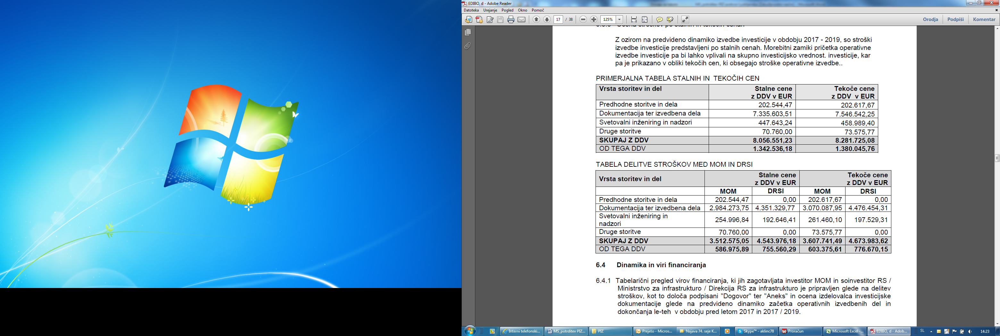 EDIBO, d - Adobe Reader
Datoteka Urejanje Pogled Okno Pomoč
17 / 38 125% Orodja Podpiši Komentar
Z ozirom na predvideno dinamiko izvedbe investicije v obdobju 2017 - 2019, so stroški
izvedbe investicije predstavljeni po stalnih cenah. Morebitni zamiki pričetka operativne
izvedbe investicije pa bi lahko vplivali na skupno investicijsko vrednost. investicije, kar
pa je prikazano v obliki tekočih cen, ki obsegajo stroške operativne izvedbe..
PRIMERJALNA TABELA STALNIH IN TEKOČIH CEN
Vrsta storitev in del Stalne cene Tekoče cene
z DDV v EUR z DDV v EUR
Predhodne storitve in dela 202.544,47 202.617,67
Dokumentacija ter izvedbena dela 7.335.603,51 7.546.542,25
Svetovalni inženiring in nadzori 447.643,24 458.989,40
Druge storitve 70.760,00 73.575,77
SKUPAJ Z DDV 8.056.551,23 8.281.725,08
OD TEGA DDV 1.342.536,18 1.380.045,76
TABELA DELITVE STROŠKOV MED MOM IN DRSI
Vrsta storitev in del Stalne cene Tekoče cene
z DDV v EUR z DDV v EUR
MOM DRSI MOM DRSI
Predhodne storitve in dela 202.544,47 0,00 202.617,67 0,00
Dokumentacija ter izvedbena dela 2.984.273,75 4.351.329,77 3.070.087,95 4.476.454,31
Svetovalni inženiring in
nadzori 254.996,84 192.646,41 261.460,10 197.529,31
Druge storitve 70.760,00 0,00 73.575,77 0,00
SKUPAJ Z DDV 3.512.575,05 4.543.976,18 3.607.741,49 4.673.983,62
OD TEGA DDV 586.975,89 755.560,29 603.375,61 776.670,15
6.4 Dinamika in viri financiranja
6.4.1 Tabelarični pregled virov financiranja, ki jih zagotavljata investitor MOM in soinvestitor RS /
Ministrstvo za infrastrukturo / Direkcija RS za infrastrukturo je pripravljen glede na delitev
stroškov, kot to določa podpisani "Dogovor" ter "Aneks" in ocena izdelovalca investicijske
dokumentacije glede na predvideno dinamiko začetka operativnih izvedbenih del in
dokončanja le-teh v obdobju pred letom 2017 in 2017 / 2019.
Interni telefonski... MS_potrditev PIZ... PIZ Prejeto - Micros... Najava 74. seje K... Skype™ - aklinc78 Proračun Microsoft Excel -... EDIBO, d - Adob... SL 14:23